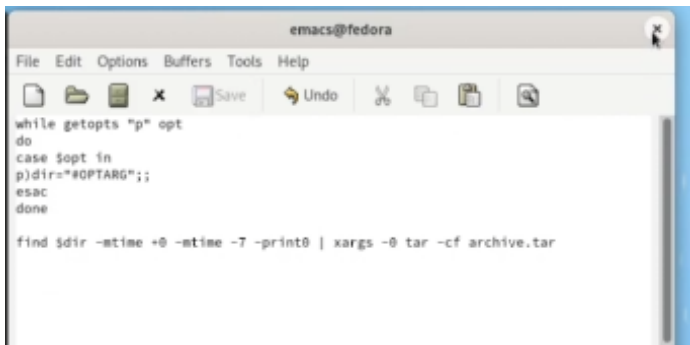 emacs@fedora
File Edit Options Buffers Tools Help
Save Undo
while getopts "p" opt
do
case $opt in
p)dir="#OPTARG";;
esac
done
find $dir -mtime +0 -mtime -7 -print0 | xargs -0 tar -cf archive.tar